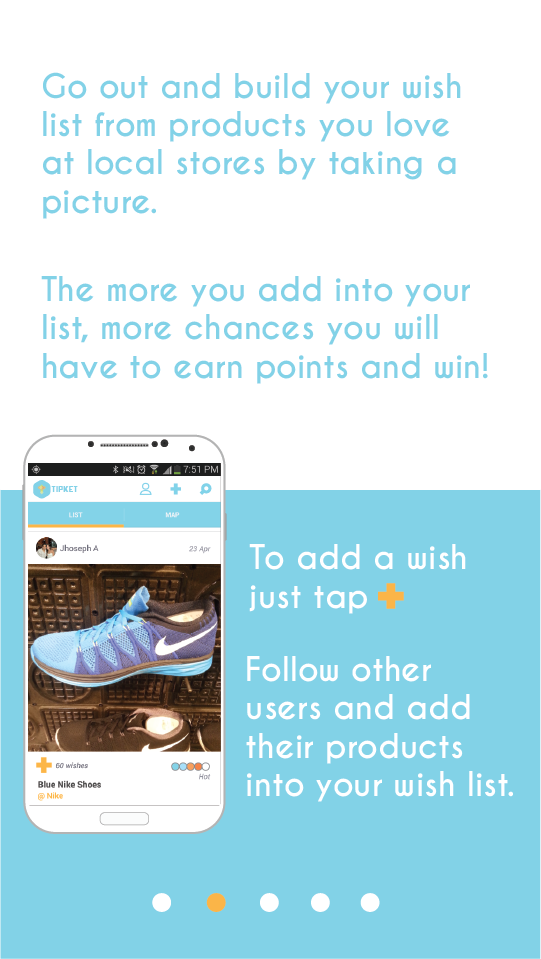 Go out and build your wish
list from products you love
at local stores by taking a
picture.
The more you add into your
list, more chances you will
have to earn points and win!
7:51 PM
TIPKET
LIST MAP
Jhoseph A 23 Apr
60 wishes
Hot
Blue Nike Shoes
@ Nike
To add a wish
just tap
Follow other
users and add
their products
into your wish list.